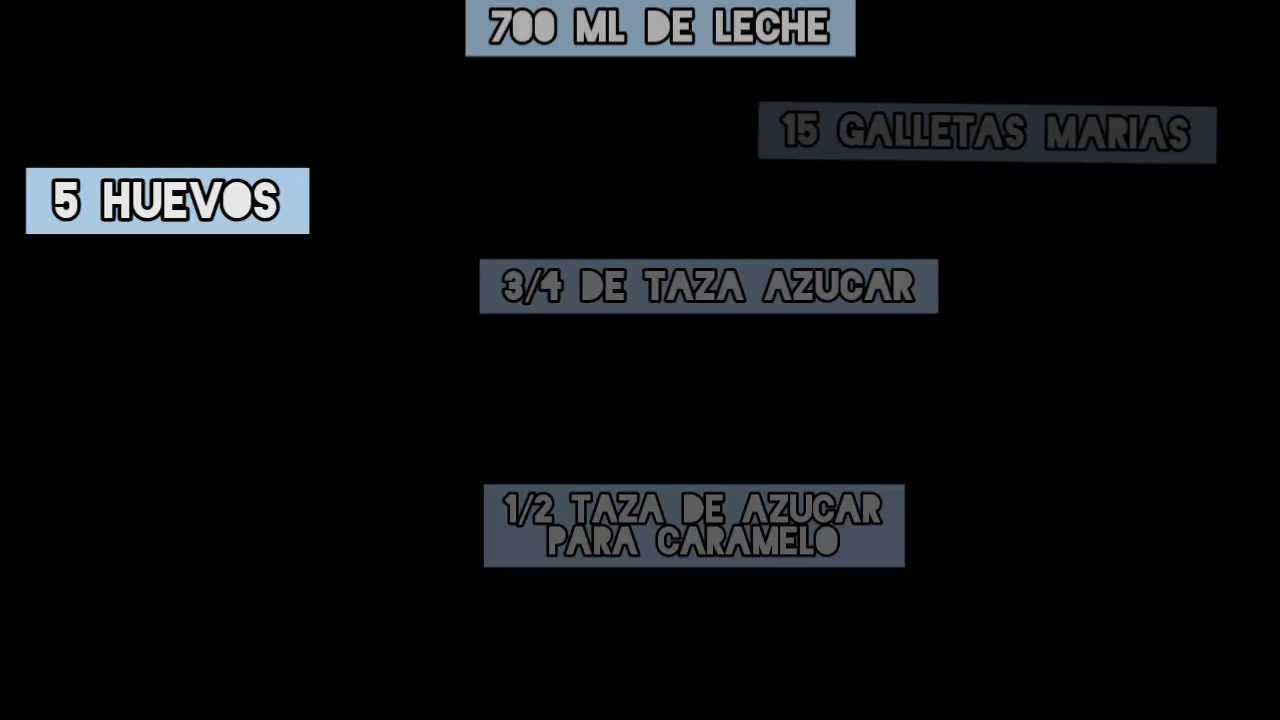 700 ML DE LECHE
15 GALLETAS MARIAS
5 HUEVOS
3/4 DE TAZA AZUCAR
1/2 TAZA DE AZUCAR
PARA CARAMELO